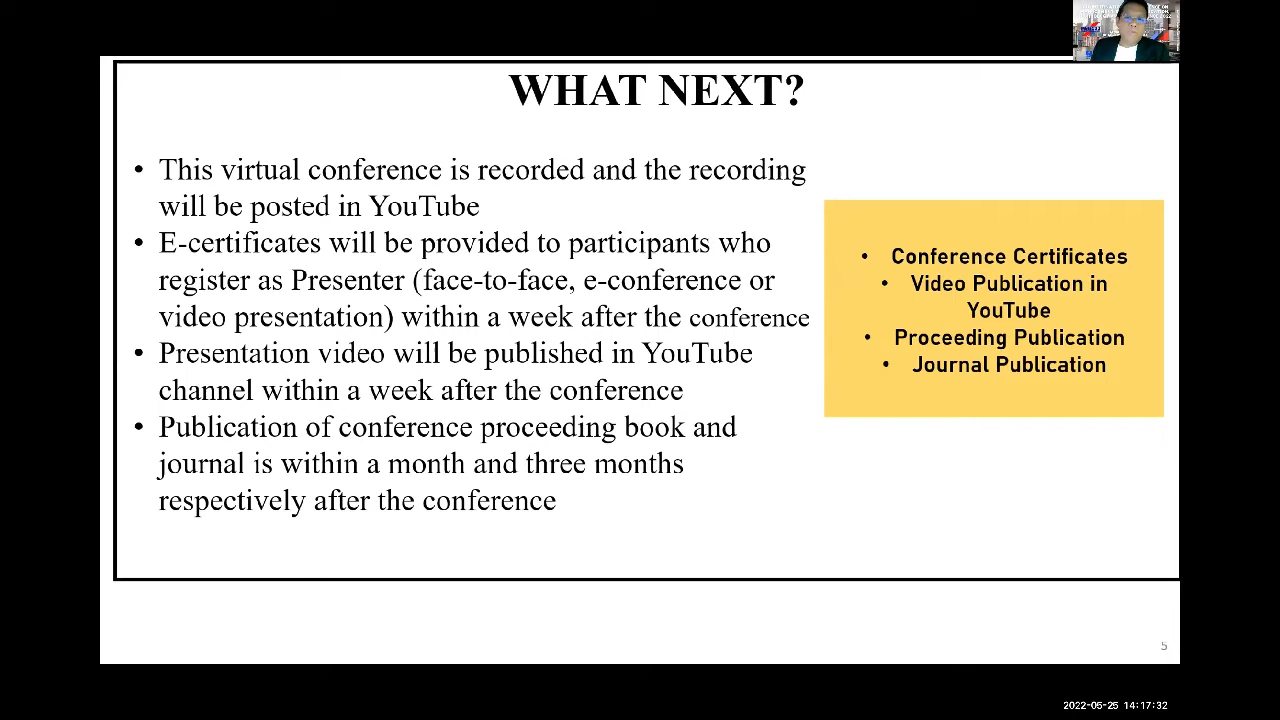 WHAT NEXT?
• This virtual conference is recorded and the recording
will be posted in YouTube
• E-certificates will be provided to participants who
register as Presenter (face-to-face, e-conference or
video presentation) within a week after the conference
• Presentation video will be published in YouTube
channel within a week after the conference
• Publication of conference proceeding book and
journal is within a month and three months
respectively after the conference
• Conference Certificates
• Video Publication in
YouTube
• Proceeding Publication
• Journal Publication
5
2022-05-25 14:17:32